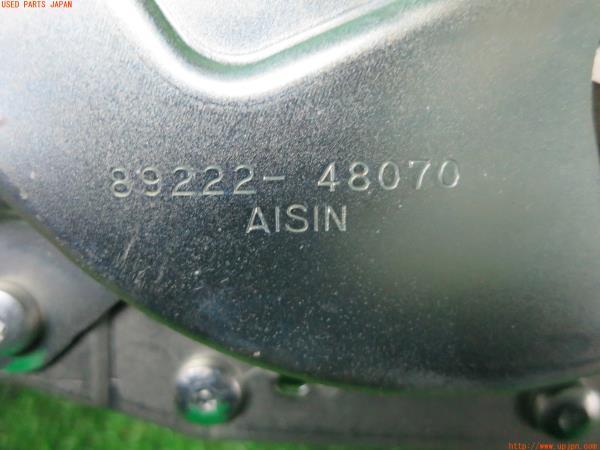 USED PARTS JAPAN
89222- 48070
AISIN
http://www.upjpn.com/